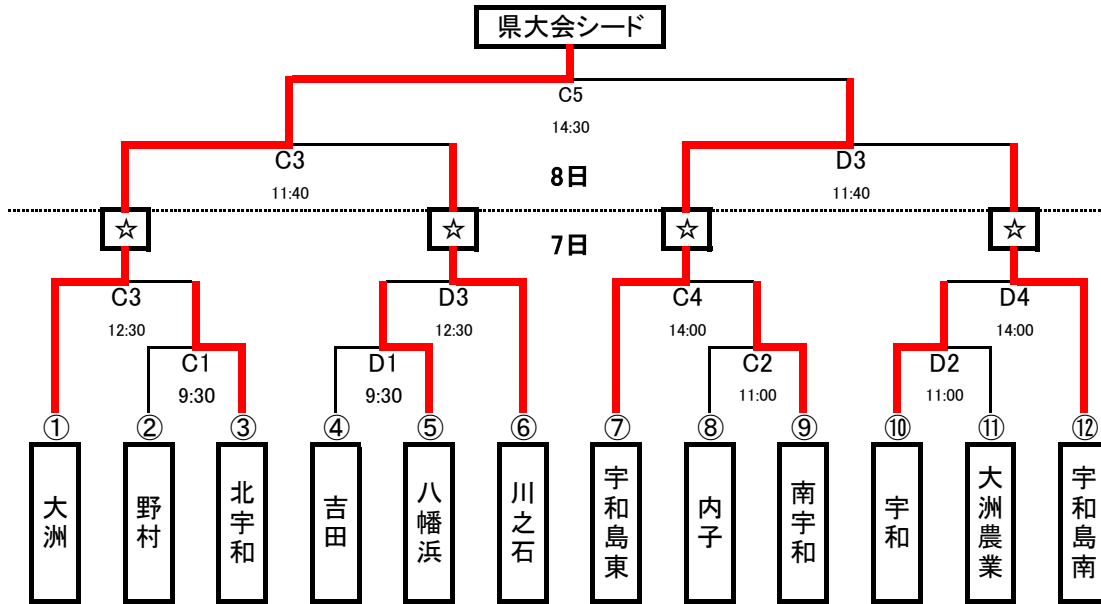 県大会シード
C5
14:30
C3
D3
11:40
8日
11:40
☆
☆
☆
☆
7日
C3
D3
C4
D4
12:30
12:30
14:00
14:00
C1
D1
C2
D2
9:30
9:30
11:00
11:00
①
②
③
④
⑤
⑥
⑦
⑧
⑨
⑩
⑪
⑫
大洲
野村
北宇和
吉田
八幡浜
川之石
宇和島東
内子
南宇和
宇和
大洲農業
宇和島南